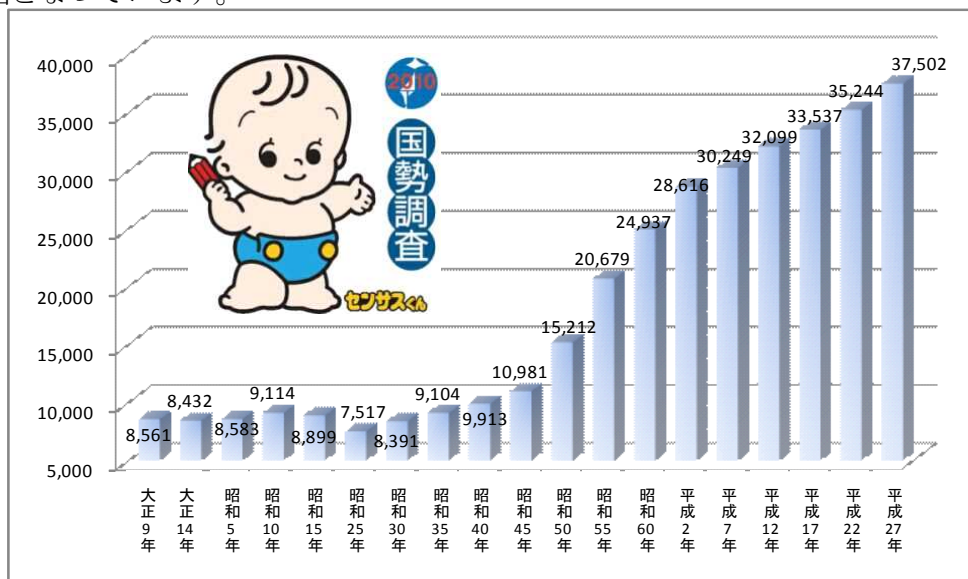 となっています。
40,000
35,000
30,000
25,000
20,000
15,000
10,000
5,000
2010
国勢調査
センサスくん
8,561
8,432
8,583
9,114
8,899
7,517
8,391
9,104
9,913
10,981
15,212
20,679
24,937
28,616
30,249
32,099
33,537
35,244
37,502
大正9年
大正14年
昭和5年
昭和10年
昭和15年
昭和25年
昭和30年
昭和35年
昭和40年
昭和45年
昭和50年
昭和55年
昭和60年
平成2年
平成7年
平成12年
平成17年
平成22年
平成27年